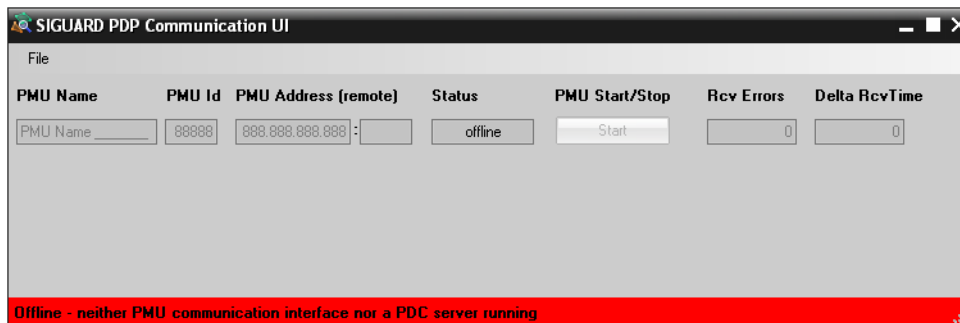 SIGUARD PDP Communication UI
File
PMU Name PMU Id PMU Address (remote) Status PMU Start/Stop Rcv Errors Delta RcvTime
PMU Name ______ 88888 888.888.888.888 : offline Start 0 0
Offline - neither PMU communication interface nor a PDC server running